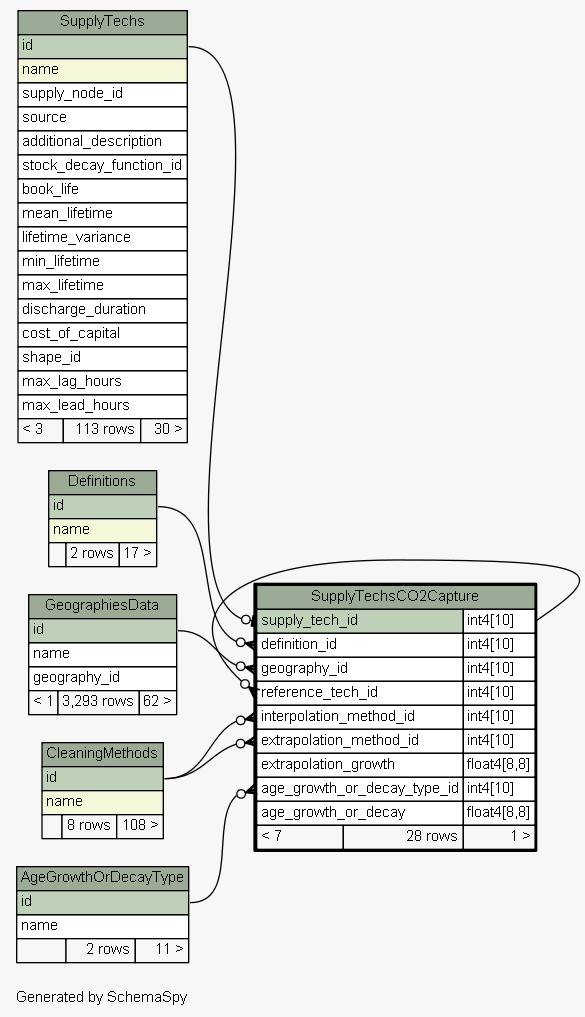 SupplyTechs
id
name
supply_node_id
source
additional_description
stock_decay_function_id
book_life
mean_lifetime
lifetime_variance
min_lifetime
max_lifetime
discharge_duration
cost_of_capital
shape_id
max_lag_hours
max_lead_hours
< 3 113 rows 30 >
Definitions
id
name
2 rows 17 >
GeographiesData
id
name
geography_id
< 1 3,293 rows 62 >
CleaningMethods
id
name
8 rows 108 >
AgeGrowthOrDecayType
id
name
2 rows 11 >
SupplyTechsCO2Capture
supply_tech_id int4[10]
definition_id int4[10]
geography_id int4[10]
reference_tech_id int4[10]
interpolation_method_id int4[10]
extrapolation_method_id int4[10]
extrapolation_growth float4[8,8]
age_growth_or_decay_type_id int4[10]
age_growth_or_decay float4[8,8]
< 7 28 rows 1 >
Generated by SchemaSpy